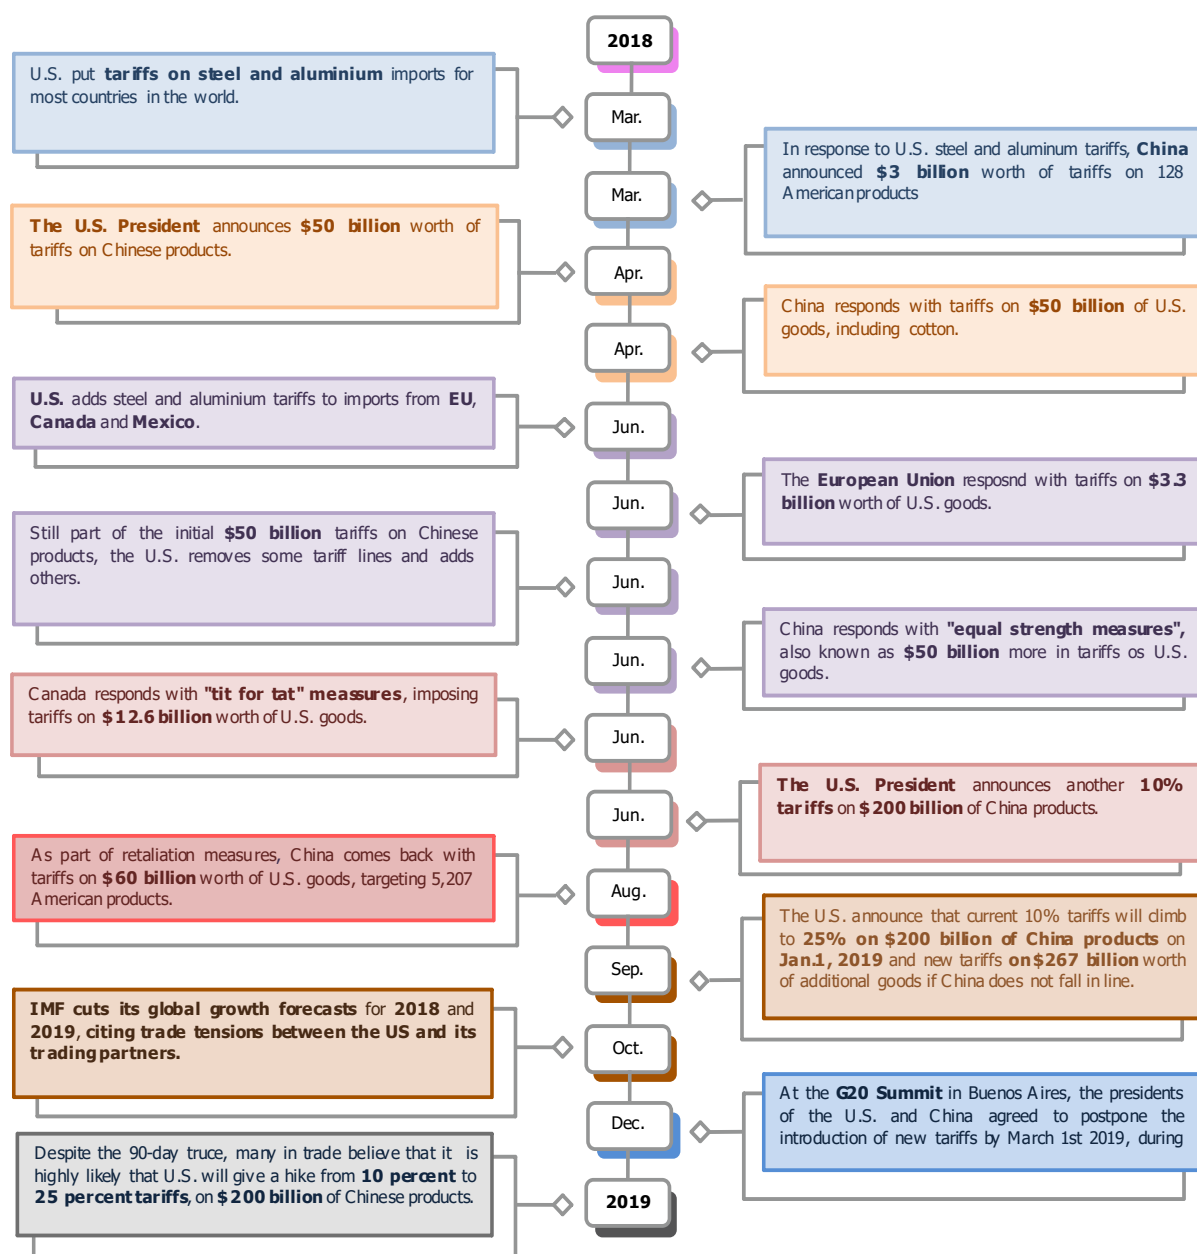 2018
U.S. put tariffs on steel and aluminium imports for
most countries in the world.
Mar.
In response to U.S. steel and aluminum tariffs, China
announced $3 billion worth of tariffs on 128
American products
Mar.
The U.S. President announces $50 billion worth of
tariffs on Chinese products.
Apr.
China responds with tariffs on $50 billion of U.S.
goods, including cotton.
Apr.
U.S. adds steel and aluminium tariffs to imports from EU,
Canada and Mexico.
Jun.
The European Union resposnd with tariffs on $3.3
billion worth of U.S. goods.
Jun.
Still part of the initial $50 billion tariffs on Chinese
products, the U.S. removes some tariff lines and adds
others.
Jun.
China responds with "equal strength measures",
also known as $50 billion more in tariffs os U.S.
goods.
Jun.
Canada responds with "tit for tat" measures, imposing
tariffs on $12.6 billion worth of U.S. goods.
Jun.
The U.S. President announces another 10%
tariffs on $200 billion of China products.
Jun.
As part of retaliation measures, China comes back with
tariffs on $60 billion worth of U.S. goods, targeting 5,207
American products.
Aug.
The U.S. announce that current 10% tariffs will climb
to 25% on $200 billion of China products on
Jan.1, 2019 and new tariffs on $267 billion worth
of additional goods if China does not fall in line.
Sep.
IMF cuts its global growth forecasts for 2018 and
2019, citing trade tensions between the US and its
trading partners.
Oct.
At the G20 Summit in Buenos Aires, the presidents
of the U.S. and China agreed to postpone the
introduction of new tariffs by March 1st 2019, during
Dec.
Despite the 90-day truce, many in trade believe that it is
highly likely that U.S. will give a hike from 10 percent to
25 percent tariffs, on $200 billion of Chinese products.
2019